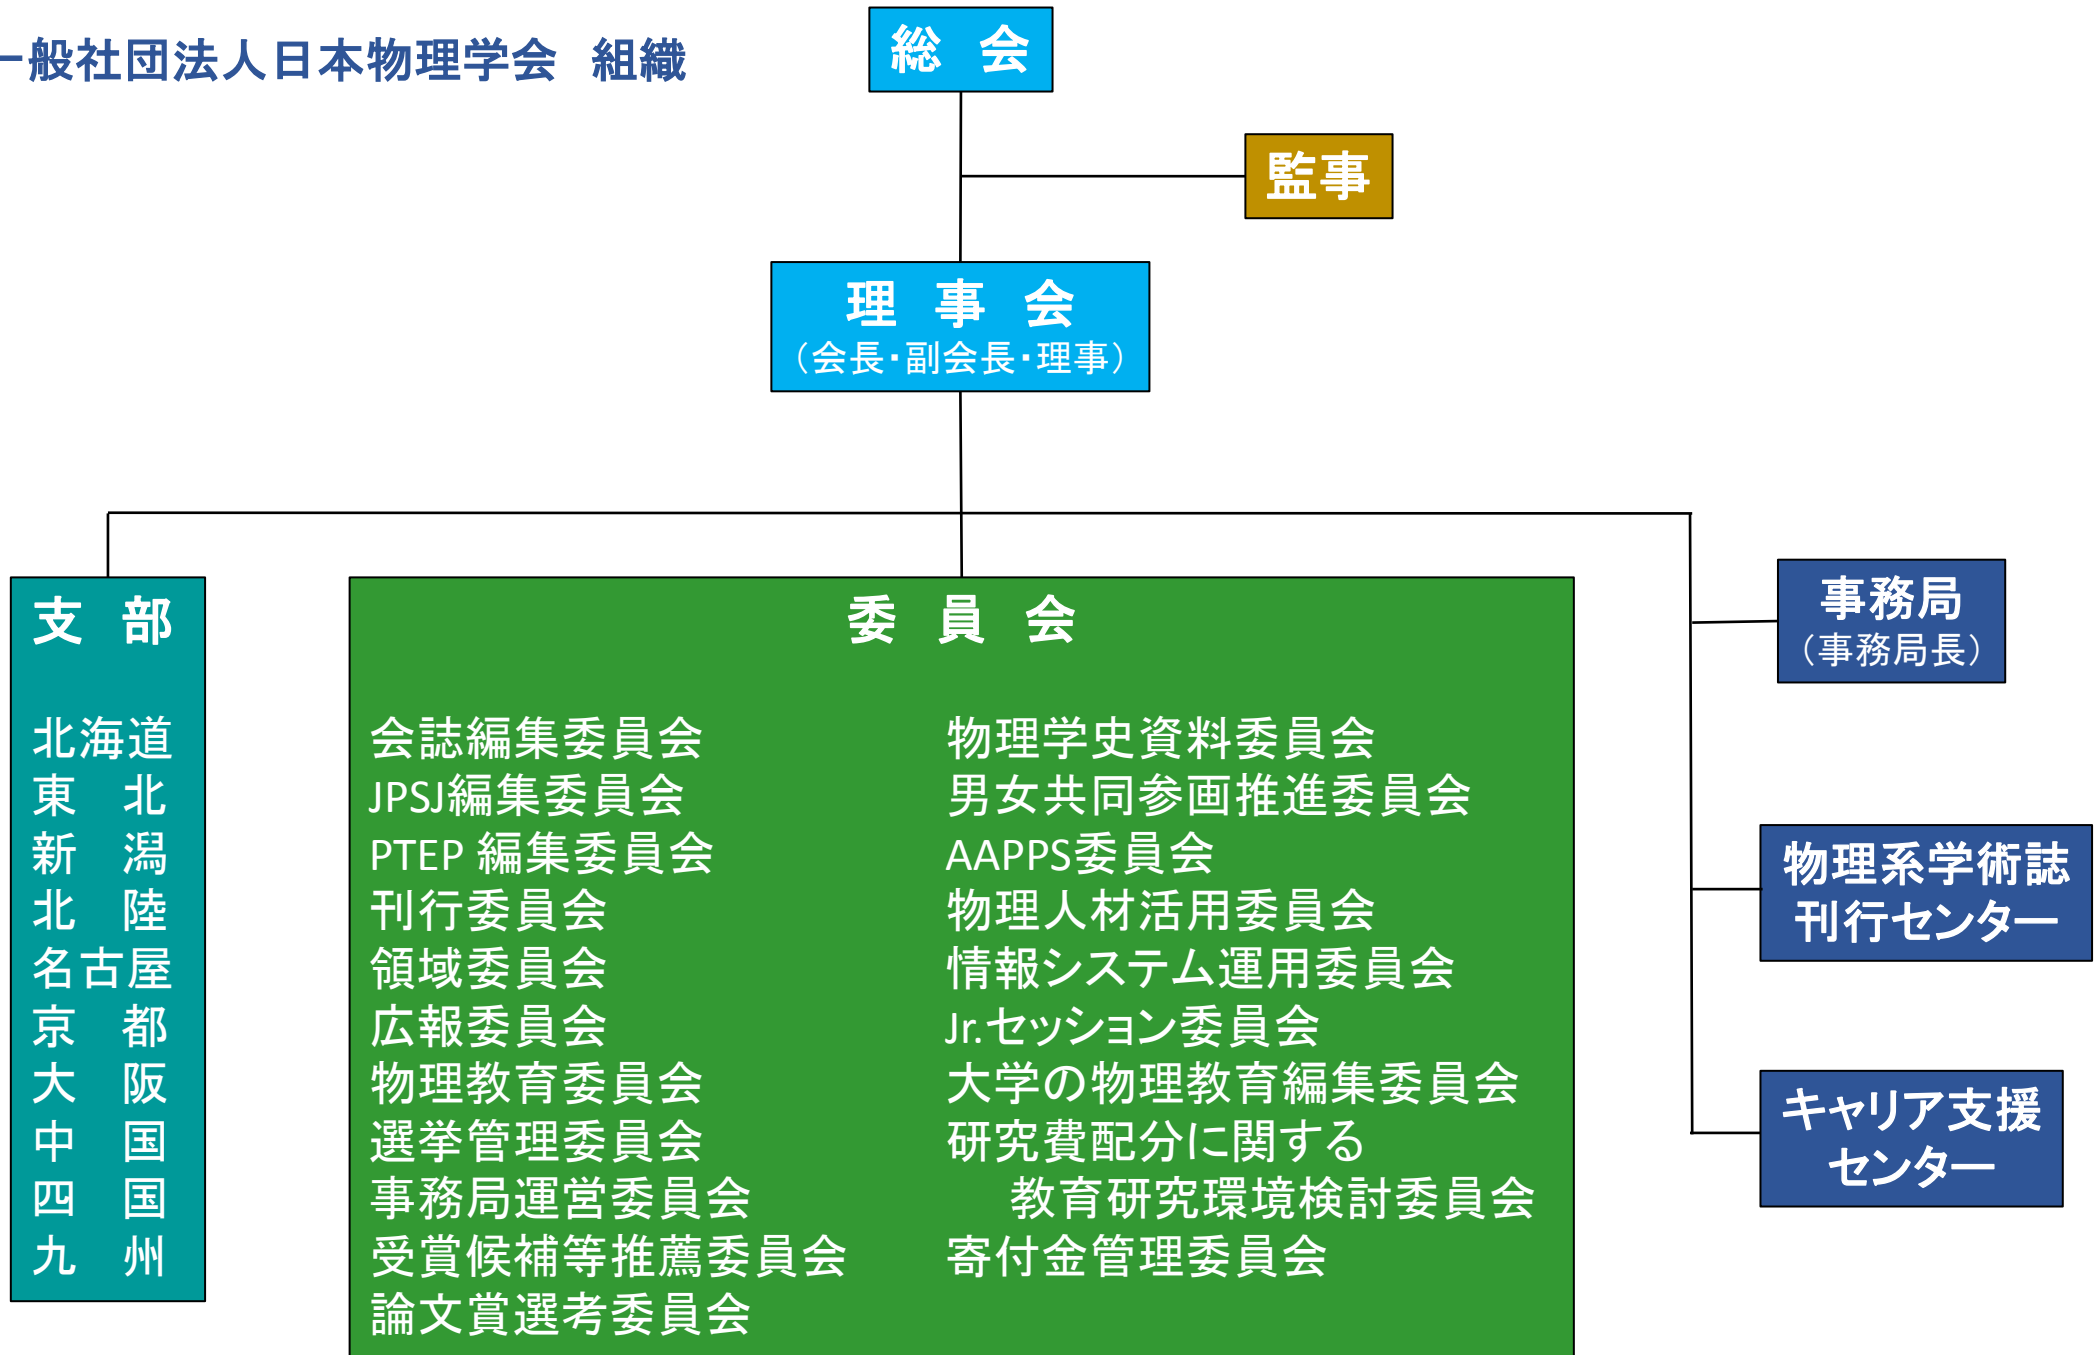 一般社団法人日本物理学会　組織
総　会
監事
理　事　会
（会長・副会長・理事）
支　部
北海道
東　北
新　潟
北　陸
名古屋
京　都
大　阪
中　国
四　国
九　州
委　員　会
会誌編集委員会
JPSJ編集委員会
PTEP 編集委員会
刊行委員会
領域委員会
広報委員会
物理教育委員会
選挙管理委員会
事務局運営委員会
受賞候補等推薦委員会
論文賞選考委員会
物理学史資料委員会
男女共同参画推進委員会
AAPPS委員会
物理人材活用委員会
情報システム運用委員会
Jr.セッション委員会
大学の物理教育編集委員会
研究費配分に関する
教育研究環境検討委員会
寄付金管理委員会
事務局
（事務局長）
物理系学術誌
刊行センター
キャリア支援
センター